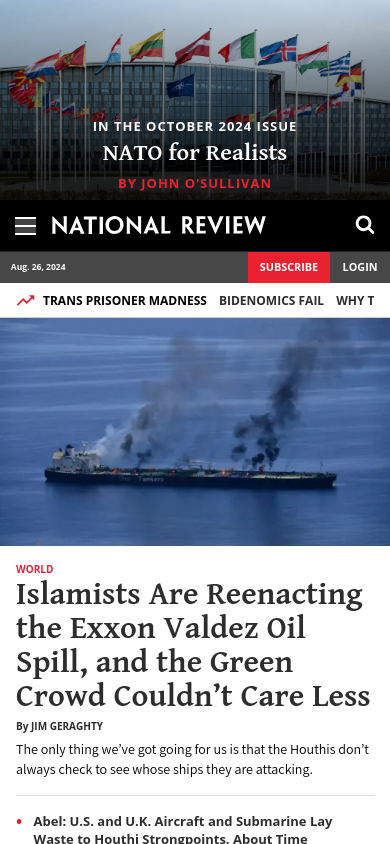 IN THE OCTOBER 2024 ISSUE
NATO for Realists
BY JOHN O'SULLIVAN
NATIONAL REVIEW
Aug. 26, 2024
SUBSCRIBE
LOGIN
TRANS PRISONER MADNESS BIDENOMICS FAIL WHY T
WORLD
Islamists Are Reenacting
the Exxon Valdez Oil
Spill, and the Green
Crowd Couldn’t Care Less
By JIM GERAGHTY
The only thing we’ve got going for us is that the Houthis don’t
always check to see whose ships they are attacking.
Abel: U.S. and U.K. Aircraft and Submarine Lay
Waste to Houthi Strongpoints. About Time